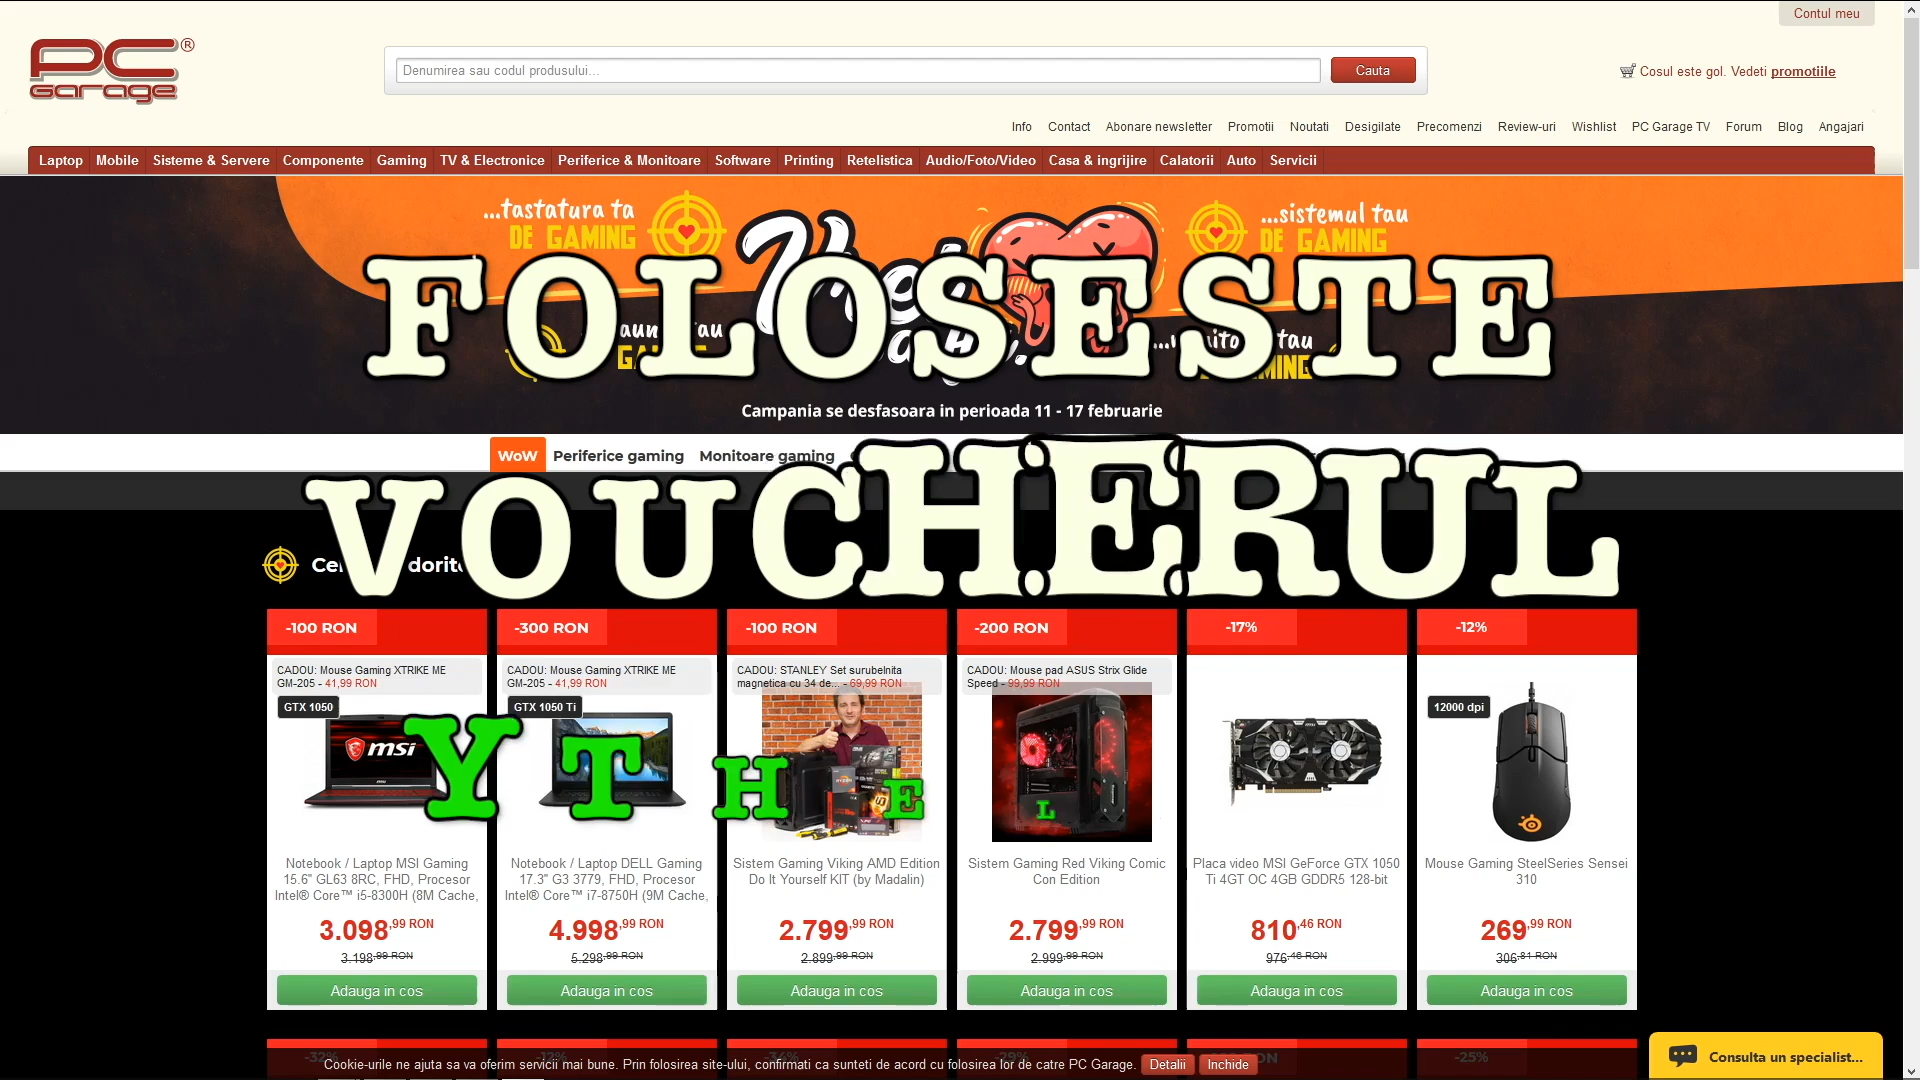 Contul meu
PC Garage®
Denumirea sau codul produsului...
Cauta
Cosul este gol. Vedeti promotiile
Info Contact Abonare newsletter Promotii Noutati Desigilate Precomenzi Review-uri Wishlist PC Garage TV Forum Blog Angajari
Laptop Mobile Sisteme & Servere Componente Gaming TV & Electronice Periferice & Monitoare Software Printing Retelistica Audio/Foto/Video Casa & ingrijire Calatorii Auto Servicii
...tastatura ta
DE GAMING
...sistemul tau
DE GAMING
FOLOSESTE
Campania se desfasoara in perioada 11 - 17 februarie
WoW Periferice gaming Monitoare gaming
VOUCHERUL
-100 RON
-300 RON
-100 RON
-200 RON
-17%
-12%
CADOU: Mouse Gaming XTRIKE ME
GM-205 - 41,99 RON
CADOU: Mouse Gaming XTRIKE ME
GM-205 - 41,99 RON
CADOU: STANLEY Set surubelnita
magnetica cu 34 de... - 69,99 RON
CADOU: Mouse pad ASUS Strix Glide
Speed - 99,99 RON
GTX 1050
GTX 1050 Ti
12000 dpi
msi
YTHEL
Notebook / Laptop MSI Gaming
15.6" GL63 8RC, FHD, Procesor
Intel® Core™ i5-8300H (8M Cache,
Notebook / Laptop DELL Gaming
17.3" G3 3779, FHD, Procesor
Intel® Core™ i7-8750H (9M Cache,
Sistem Gaming Viking AMD Edition
Do It Yourself KIT (by Madalin)
Sistem Gaming Red Viking Comic
Con Edition
Placa video MSI GeForce GTX 1050
Ti 4GT OC 4GB GDDR5 128-bit
Mouse Gaming SteelSeries Sensei
310
3.098,99 RON
4.998,99 RON
2.799,99 RON
2.799,99 RON
810,46 RON
269,99 RON
3.198,99 RON
5.298,99 RON
2.899,99 RON
2.999,99 RON
976,46 RON
306,81 RON
Adauga in cos
Adauga in cos
Adauga in cos
Adauga in cos
Adauga in cos
Adauga in cos
-25%
Cookie-urile ne ajuta sa va oferim servicii mai bune. Prin folosirea site-ului, confirmati ca sunteti de acord cu folosirea lor de catre PC Garage. Detalii Inchide
Consulta un specialist...